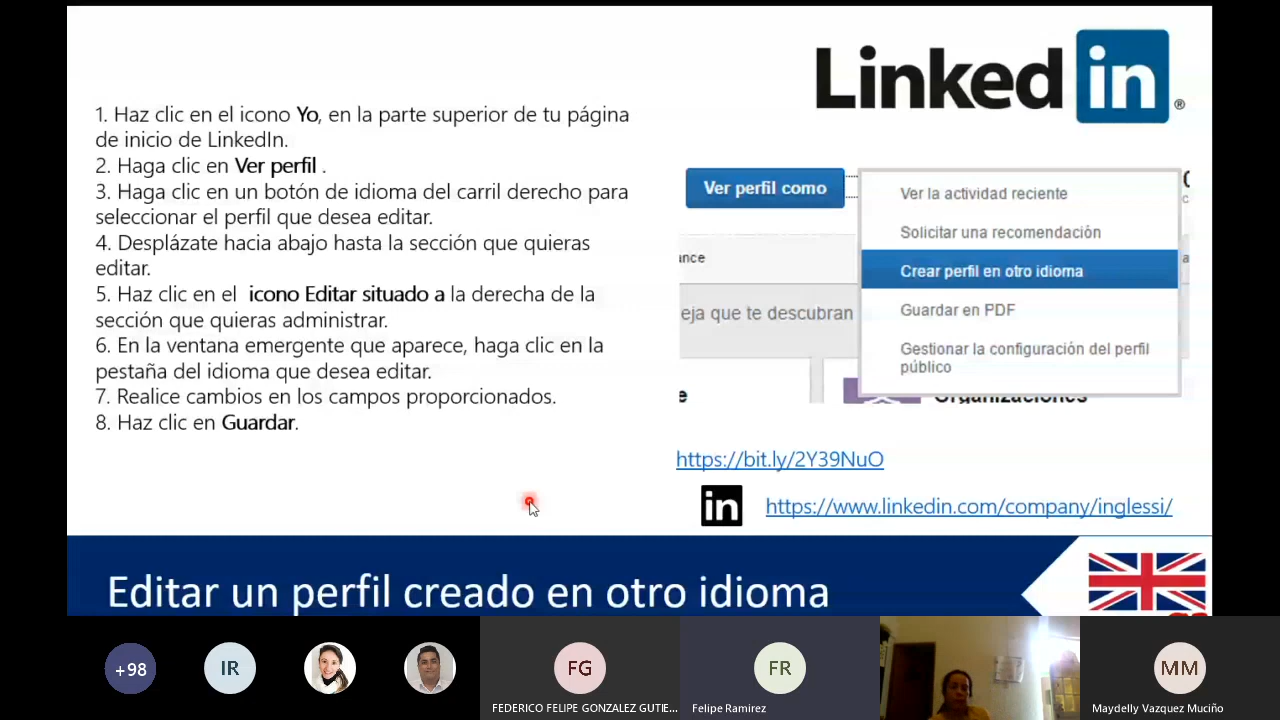 Linked in ®
1. Haz clic en el icono Yo, en la parte superior de tu página
de inicio de LinkedIn.
2. Haga clic en Ver perfil .
3. Haga clic en un botón de idioma del carril derecho para
seleccionar el perfil que desea editar.
4. Desplázate hacia abajo hasta la sección que quieras
editar.
5. Haz clic en el icono Editar situado a la derecha de la
sección que quieras administrar.
6. En la ventana emergente que aparece, haga clic en la
pestaña del idioma que desea editar.
7. Realice cambios en los campos proporcionados.
8. Haz clic en Guardar.
Ver perfil como
Ver la actividad reciente
Solicitar una recomendación
Crear perfil en otro idioma
Guardar en PDF
Gestionar la configuración del perfil
público
ance
eja que te descubran
e
Organizaciones
https://bit.ly/2Y39NuO
in
https://www.linkedin.com/company/inglessi/
Editar un perfil creado en otro idioma
+98
IR
FG
FEDERICO FELIPE GONZALEZ GUTIE...
FR
Felipe Ramirez
MM
Maydelly Vazquez Muciño